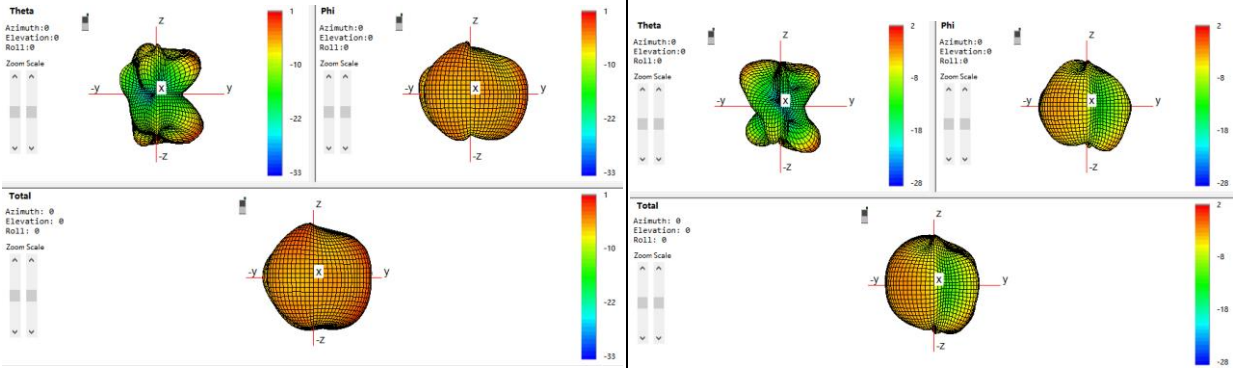 Theta
Azimuth:0
Elevation:0
Roll:0
Zoom Scale
z
-y
X
y
-z
1
-10
-22
-33
Phi
Azimuth:0
Elevation:0
Roll:0
Zoom Scale
z
-y
X
y
-z
1
-10
-22
-33
Total
Azimuth: 0
Elevation: 0
Roll: 0
Zoom Scale
z
-y
X
y
-z
1
-10
-22
-33
Theta
Azimuth:0
Elevation:0
Roll:0
Zoom Scale
z
-y
X
y
-z
2
-8
-18
-28
Phi
Azimuth:0
Elevation:0
Roll:0
Zoom Scale
z
-y
X
y
-z
2
-8
-18
-28
Total
Azimuth: 0
Elevation: 0
Roll: 0
Zoom Scale
z
-y
X
y
-z
2
-8
-18
-28